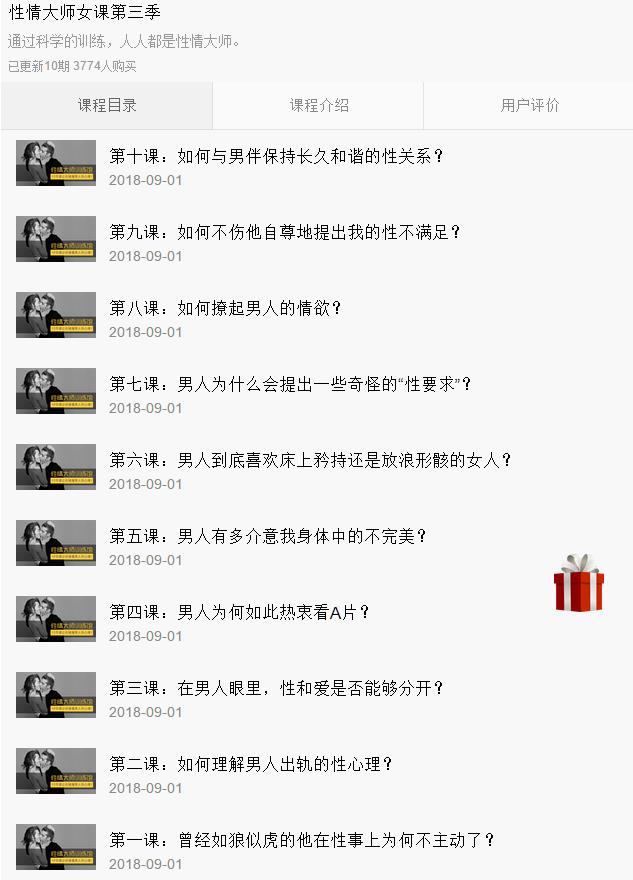 性情大师女课第三季
通过科学的训练，人人都是性情大师。
已更新10期 3774人购买
课程目录
课程介绍
用户评价
第十课：如何与男伴保持长久和谐的性关系？
2018-09-01
第九课：如何不伤他自尊地提出我的性不满足？
2018-09-01
第八课：如何撩起男人的情欲？
2018-09-01
第七课：男人为什么会提出一些奇怪的“性要求”？
2018-09-01
第六课：男人到底喜欢床上矜持还是放浪形骸的女人？
2018-09-01
第五课：男人有多介意我身体中的不完美？
2018-09-01
第四课：男人为何如此热衷看A片？
2018-09-01
第三课：在男人眼里，性和爱是否能够分开？
2018-09-01
第二课：如何理解男人出轨的性心理？
2018-09-01
第一课：曾经如狼似虎的他在性事上为何不主动了？
2018-09-01